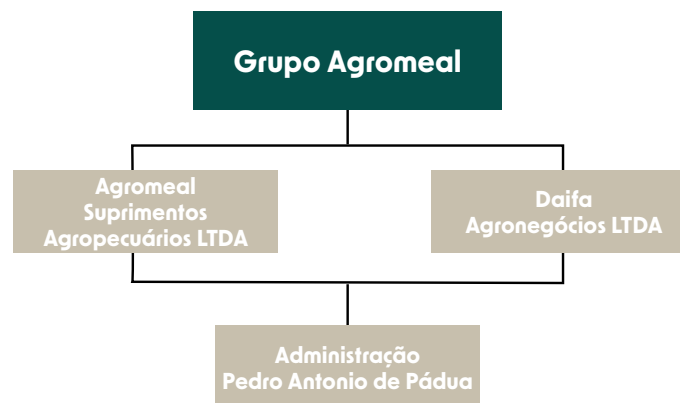 Grupo Agromeal
Agromeal
Suprimentos
Agropecuários LTDA
Daifa
Agronegócios LTDA
Administração
Pedro Antonio de Pádua